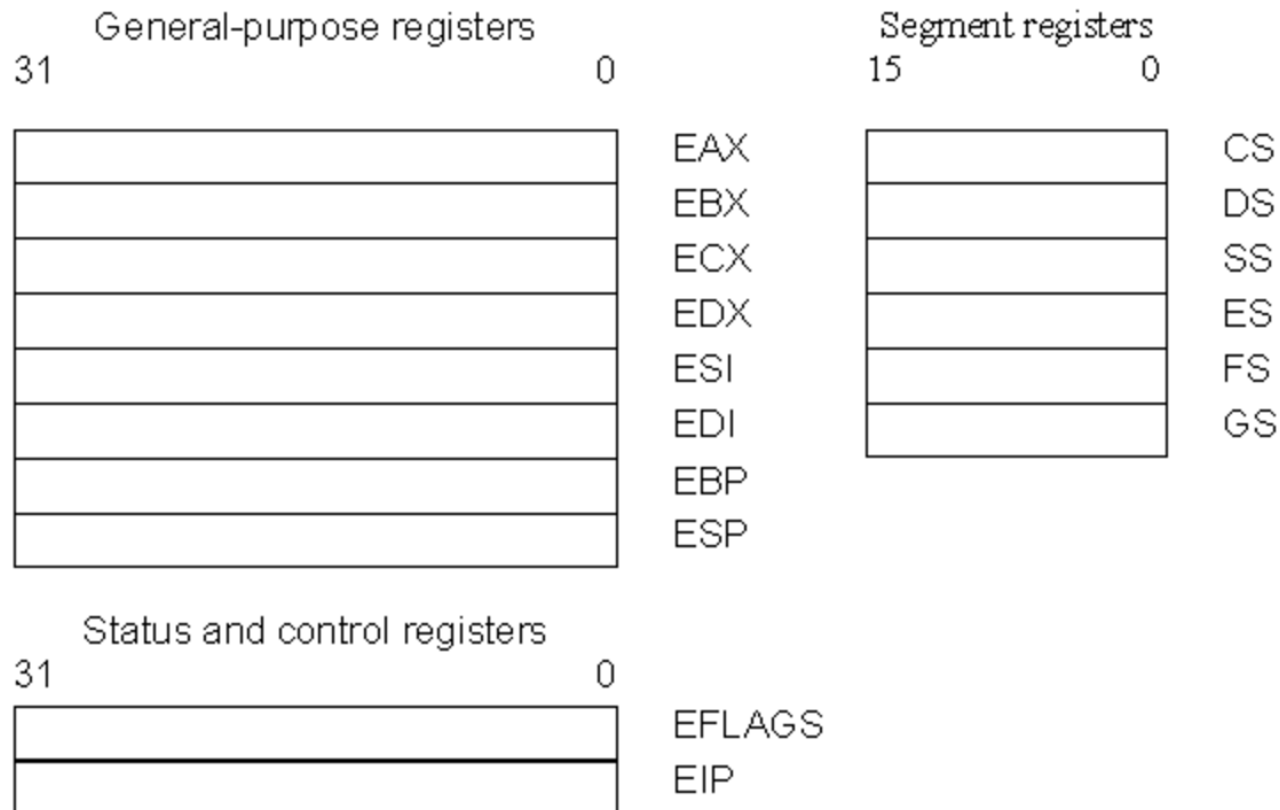 General-purpose registers
31 0
EAX
EBX
ECX
EDX
ESI
EDI
EBP
ESP
Segment registers
15 0
CS
DS
SS
ES
FS
GS
Status and control registers
31 0
EFLAGS
EIP